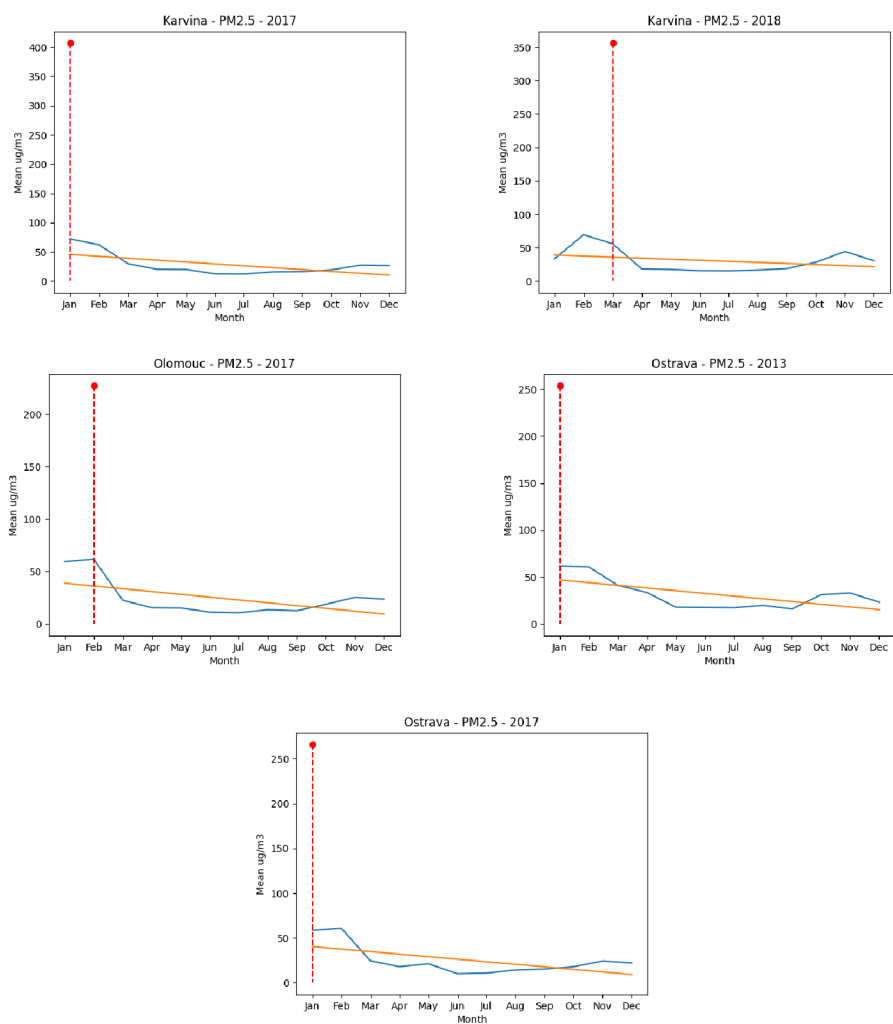 Karvina - PM2.5 - 2017
Mean ug/m3
400
350
300
250
200
150
100
50
0
Jan Feb Mar Apr May Jun Jul Aug Sep Oct Nov Dec
Month
Karvina - PM2.5 - 2018
Mean ug/m3
350
300
250
200
150
100
50
0
Jan Feb Mar Apr May Jun Jul Aug Sep Oct Nov Dec
Month
Olomouc - PM2.5 - 2017
Mean ug/m3
200
150
100
50
0
Jan Feb Mar Apr May Jun Jul Aug Sep Oct Nov Dec
Month
Ostrava - PM2.5 - 2013
Mean ug/m3
250
200
150
100
50
0
Jan Feb Mar Apr May Jun Jul Aug Sep Oct Nov Dec
Month
Ostrava - PM2.5 - 2017
Mean ug/m3
250
200
150
100
50
0
Jan Feb Mar Apr May Jun Jul Aug Sep Oct Nov Dec
Month